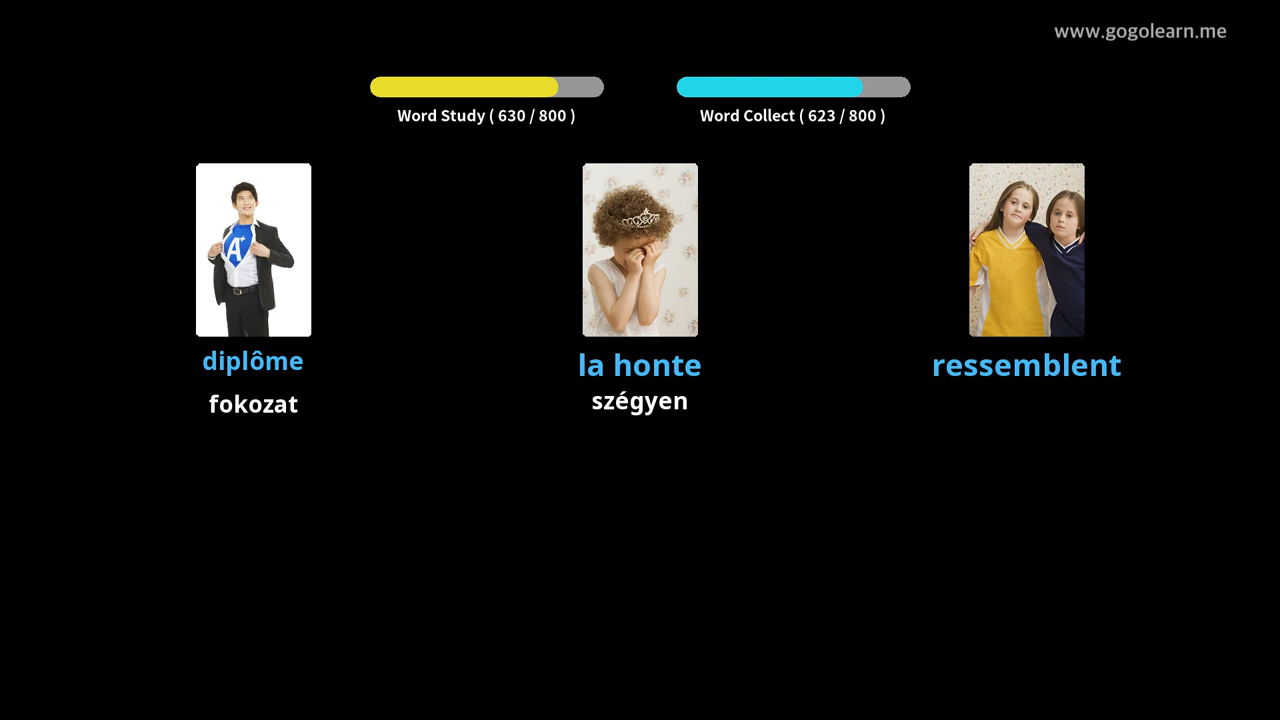 www.gogolearn.me
Word Study ( 630 / 800 )
Word Collect ( 623 / 800 )
A+
diplôme
la honte
ressemblent
fokozat
szégyen